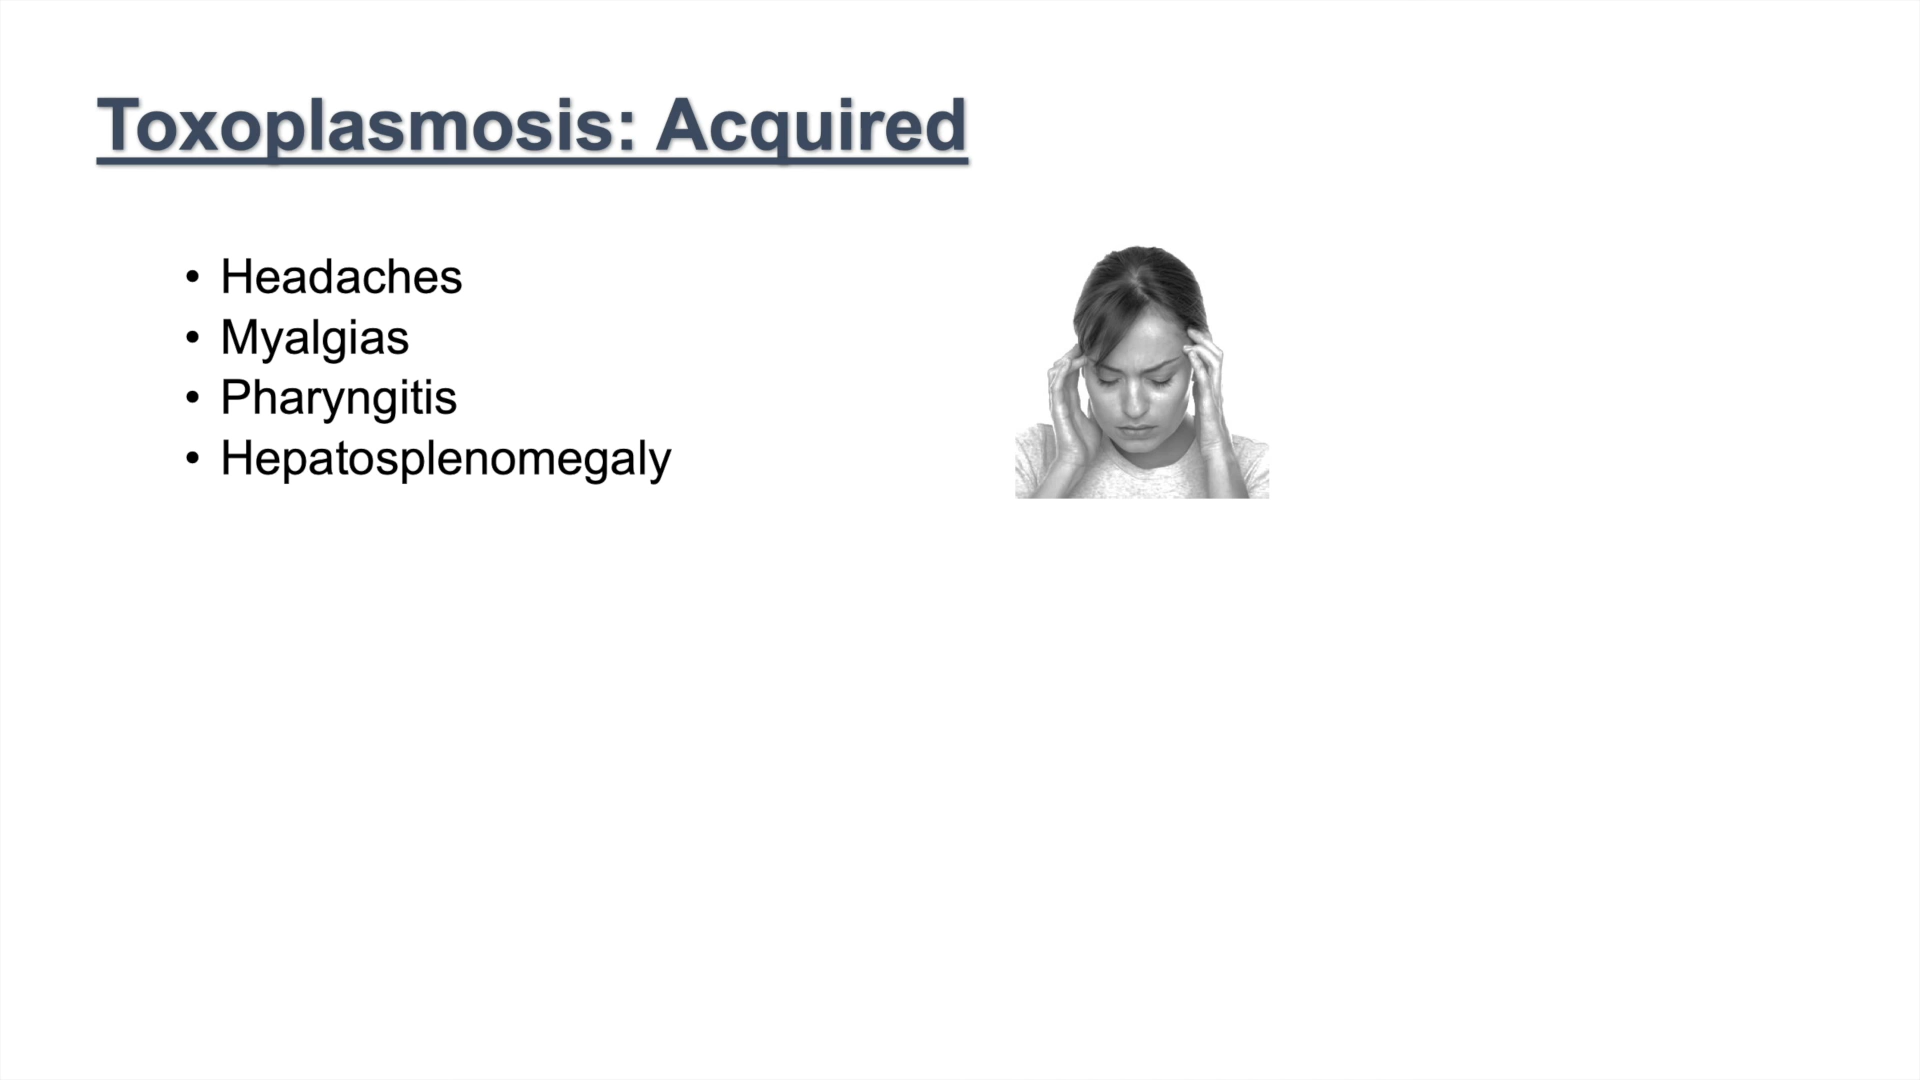 Toxoplasmosis: Acquired
• Headaches
• Myalgias
• Pharyngitis
• Hepatosplenomegaly